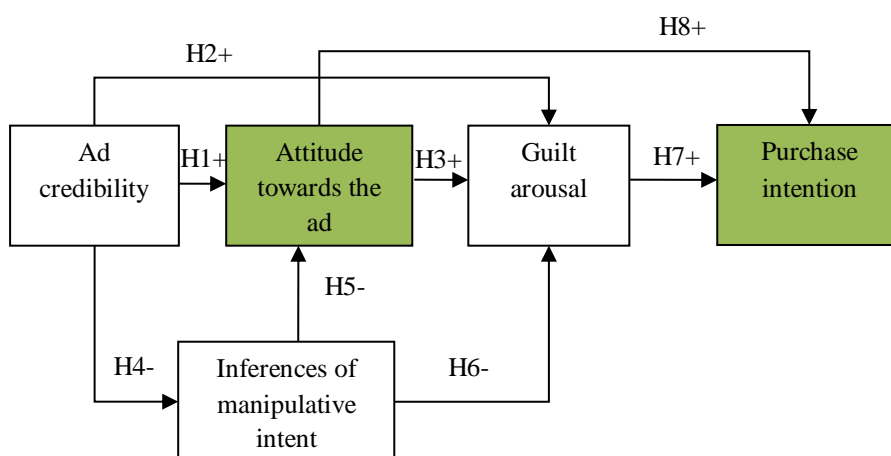 H8+
H2+
Ad
credibility
H1+
Attitude
towards the
ad
H3+
Guilt
arousal
H7+
Purchase
intention
H5-
H4-
Inferences of
manipulative
intent
H6-